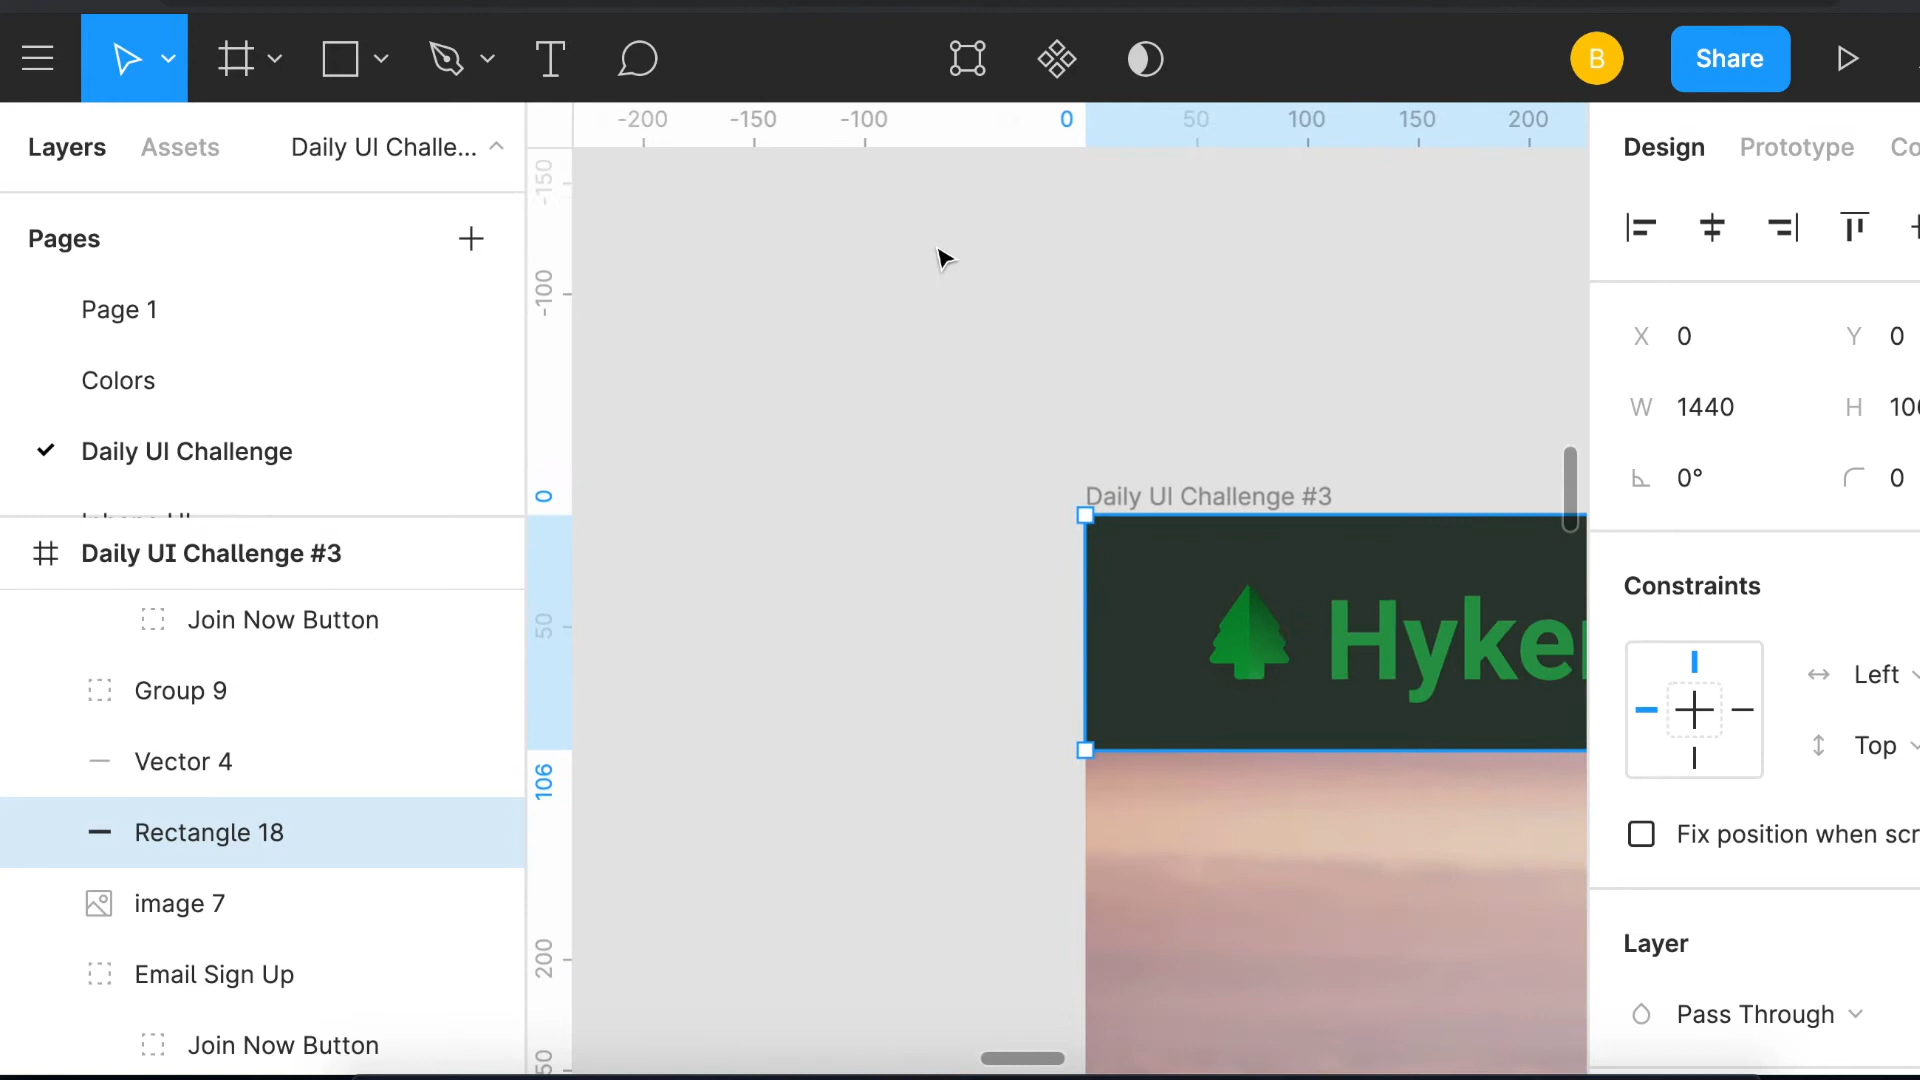 B
Share
Layers
Assets
Daily UI Challe...
-200
-150
-100
0
50
100
150
200
Design
Prototype
Co
Pages
Page 1
Colors
Daily UI Challenge
-150
-100
0
50
106
200
Daily UI Challenge #3
Join Now Button
Group 9
Vector 4
Rectangle 18
image 7
Email Sign Up
Join Now Button
Daily UI Challenge #3
Hyker
X 0
Y 0
W 1440
H 106
0°
0
Constraints
Left
Top
Fix position when scr
Layer
Pass Through